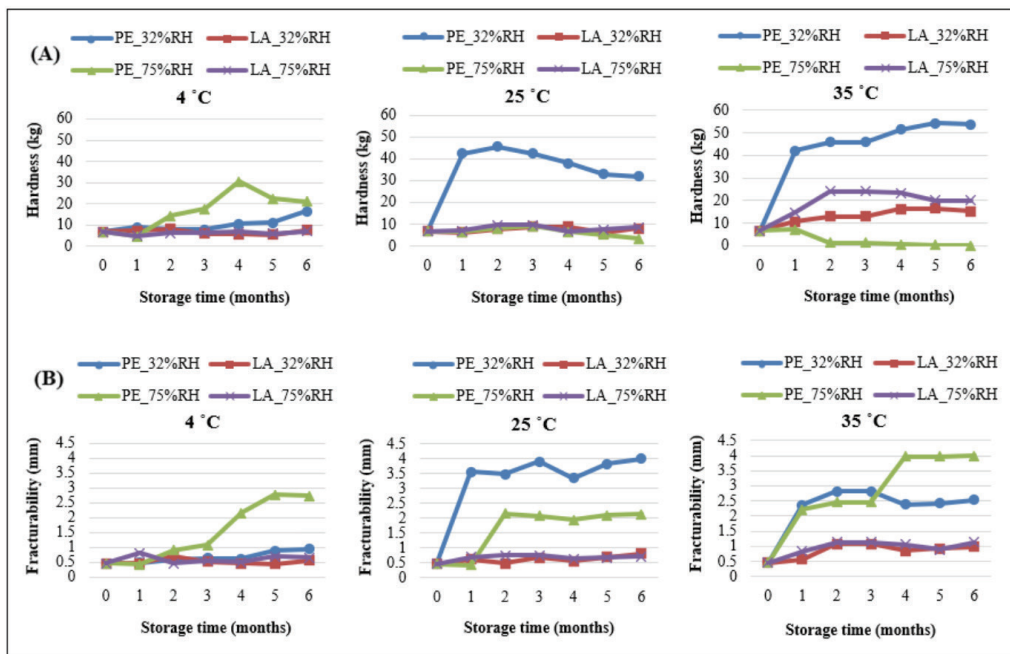 (A)
PE_32%RH LA_32%RH
PE_75%RH LA_75%RH
4 ˚C
Hardness (kg)
60
50
40
30
20
10
0
0 1 2 3 4 5 6
Storage time (months)
PE_32%RH LA_32%RH
PE_75%RH LA_75%RH
25 ˚C
Hardness (kg)
60
50
40
30
20
10
0
0 1 2 3 4 5 6
Storage time (months)
PE_32%RH LA_32%RH
PE_75%RH LA_75%RH
35 ˚C
Hardness (kg)
60
50
40
30
20
10
0
0 1 2 3 4 5 6
Storage time (months)
(B)
PE_32%RH LA_32%RH
PE_75%RH LA_75%RH
4 ˚C
Fracturability (mm)
4.5
4
3.5
3
2.5
2
1.5
1
0.5
0
0 1 2 3 4 5 6
Storage time (months)
PE_32%RH LA_32%RH
PE_75%RH LA_75%RH
25 ˚C
Fracturability (mm)
4.5
4
3.5
3
2.5
2
1.5
1
0.5
0
0 1 2 3 4 5 6
Storage time (months)
PE_32%RH LA_32%RH
PE_75%RH LA_75%RH
35 ˚C
Fracturability (mm)
4.5
4
3.5
3
2.5
2
1.5
1
0.5
0
0 1 2 3 4 5 6
Storage time (months)